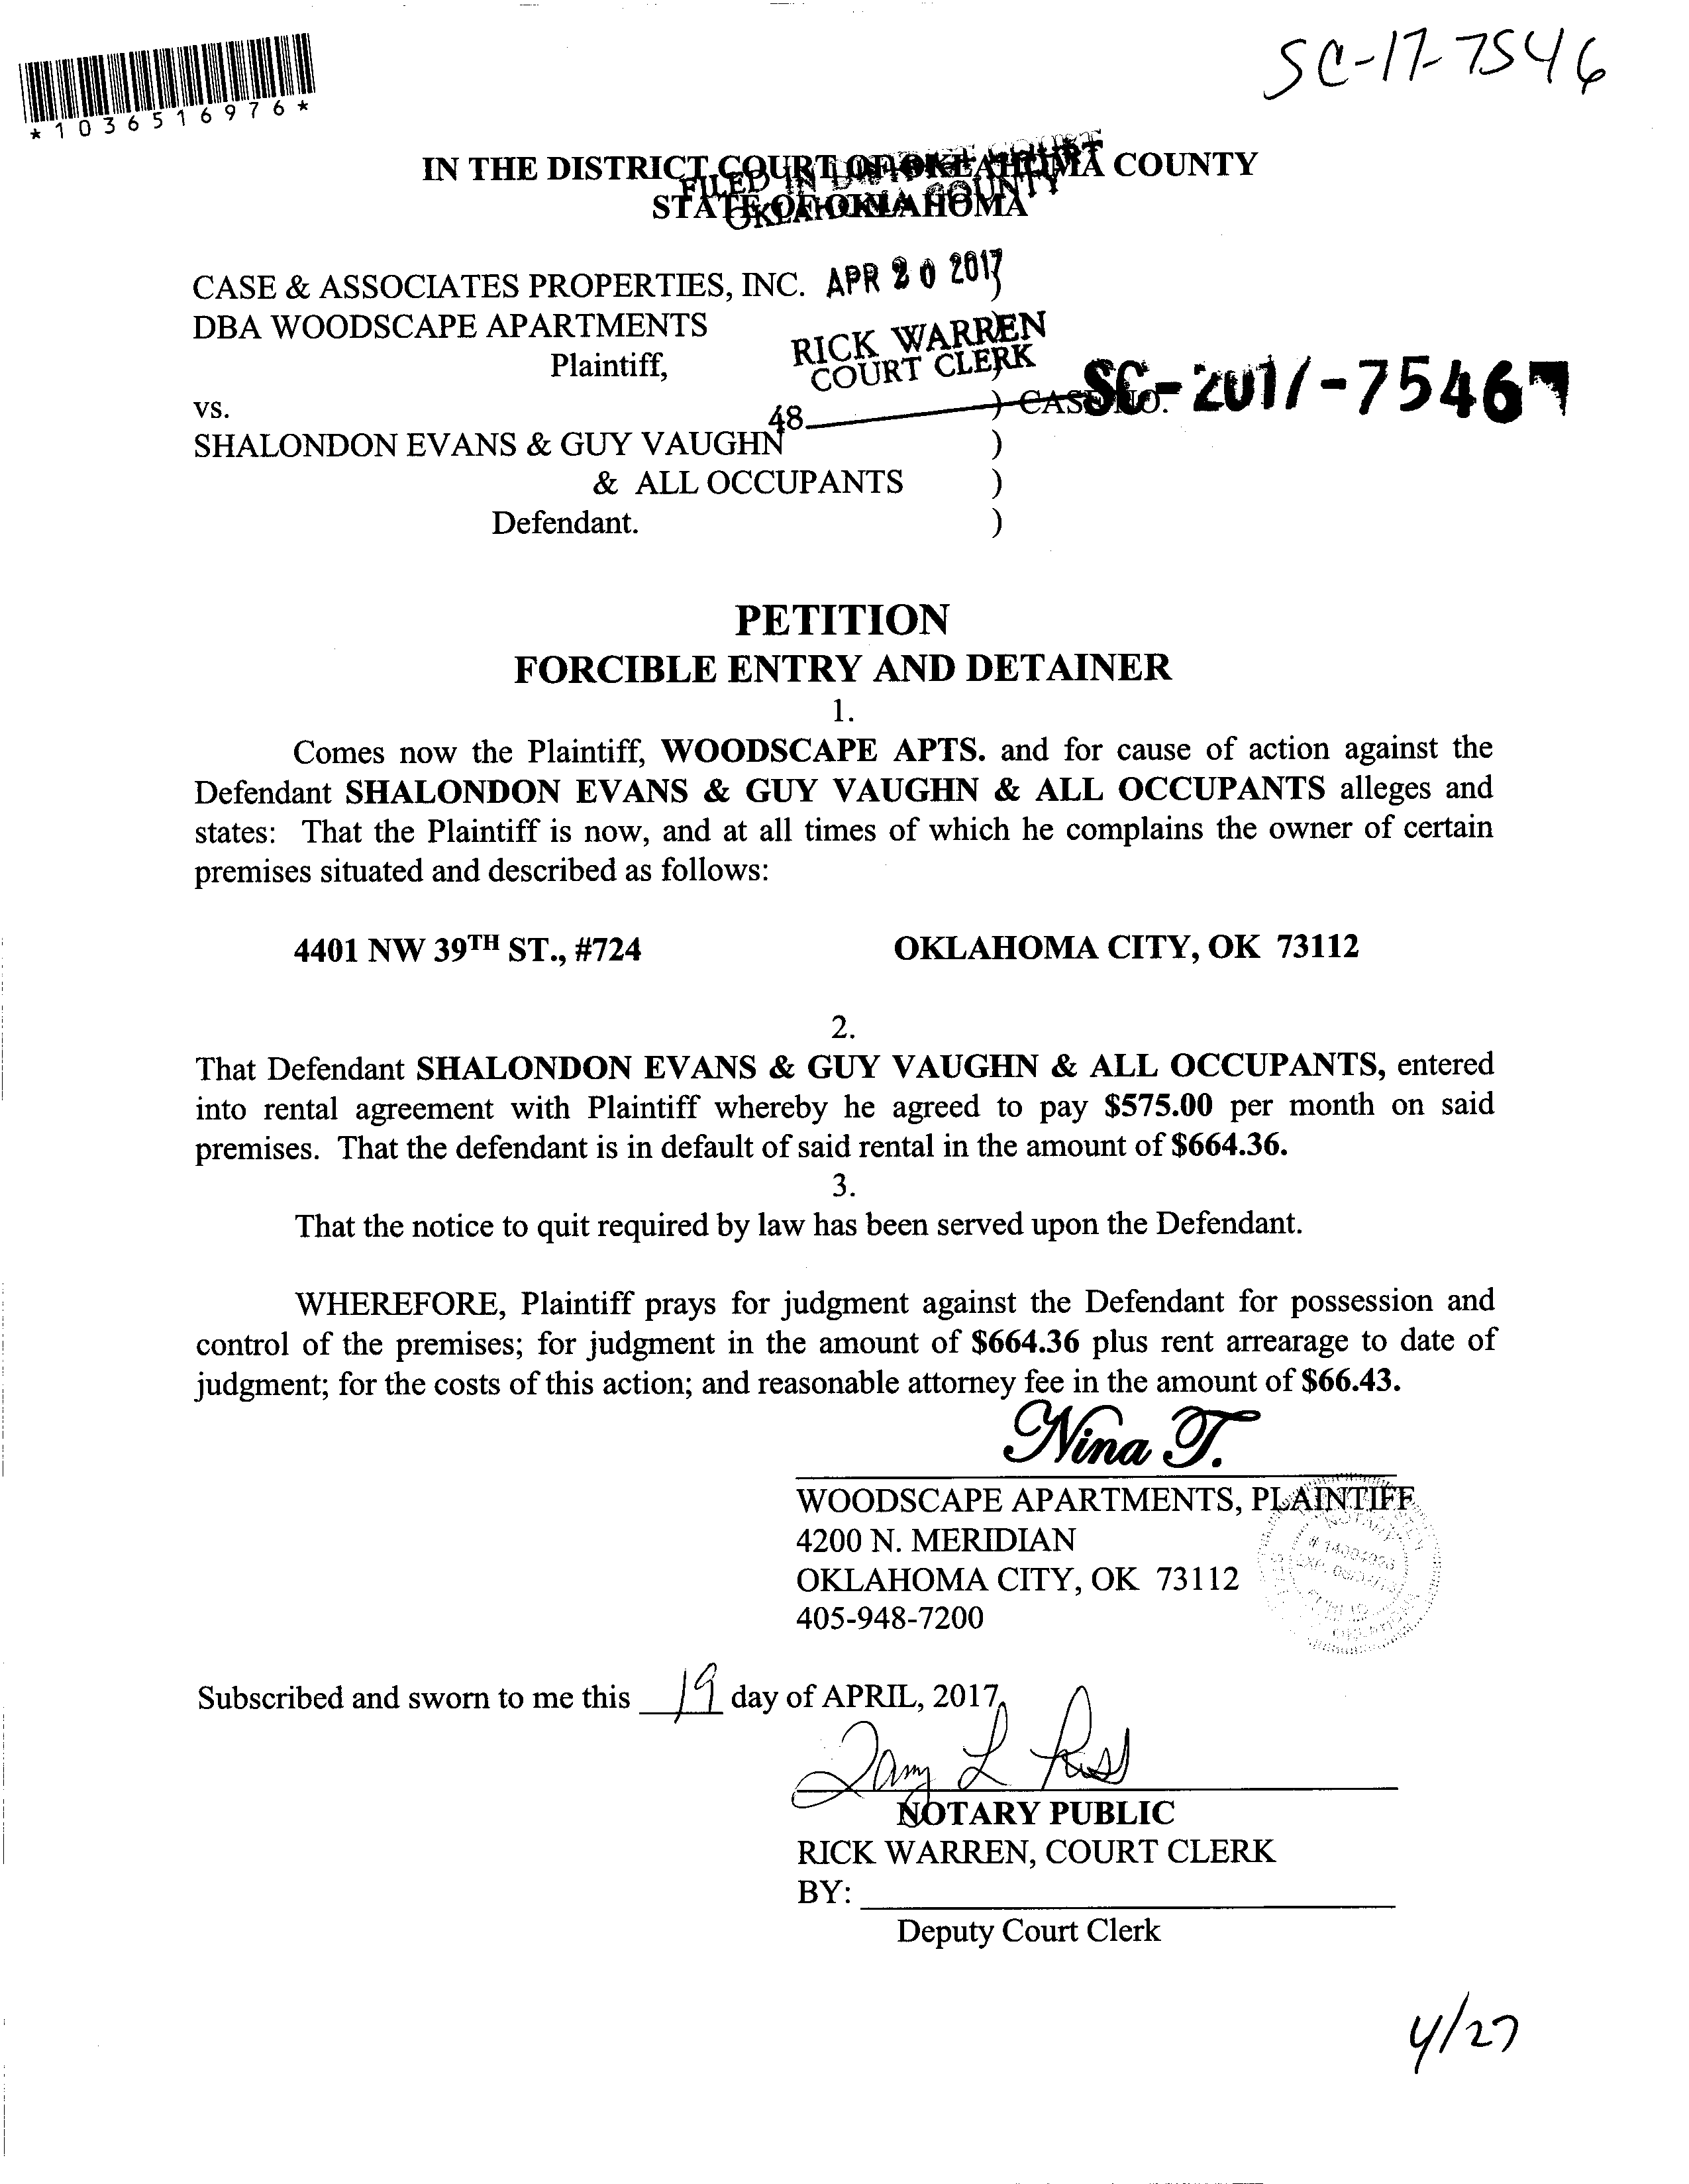 SC-17-7546
*1036516976*
IN THE DISTRICT COURT OF OKLAHOMA COUNTY
STATE OF OKLAHOMA
FILED IN DISTRICT COURT
OKLAHOMA COUNTY
CASE & ASSOCIATES PROPERTIES, INC. )
APR 20 2017
DBA WOODSCAPE APARTMENTS
Plaintiff,
RICK WARREN
COURT CLERK
vs. ) CASE NO. SC-2017-7546
48
SHALONDON EVANS & GUY VAUGHN )
& ALL OCCUPANTS )
Defendant. )
PETITION
FORCIBLE ENTRY AND DETAINER
1.
Comes now the Plaintiff, WOODSCAPE APTS. and for cause of action against the
Defendant SHALONDON EVANS & GUY VAUGHN & ALL OCCUPANTS alleges and
states: That the Plaintiff is now, and at all times of which he complains the owner of certain
premises situated and described as follows:
4401 NW 39TH ST., #724 OKLAHOMA CITY, OK 73112
2.
That Defendant SHALONDON EVANS & GUY VAUGHN & ALL OCCUPANTS, entered
into rental agreement with Plaintiff whereby he agreed to pay $575.00 per month on said
premises. That the defendant is in default of said rental in the amount of $664.36.
3.
That the notice to quit required by law has been served upon the Defendant.
WHEREFORE, Plaintiff prays for judgment against the Defendant for possession and
control of the premises; for judgment in the amount of $664.36 plus rent arrearage to date of
judgment; for the costs of this action; and reasonable attorney fee in the amount of $66.43.
Nina T.
WOODSCAPE APARTMENTS, PLAINTIFF
4200 N. MERIDIAN
OKLAHOMA CITY, OK 73112
405-948-7200
NOTARY
Subscribed and sworn to me this 19 day of APRIL, 2017,
NOTARY PUBLIC
RICK WARREN, COURT CLERK
BY:
Deputy Court Clerk
4/27